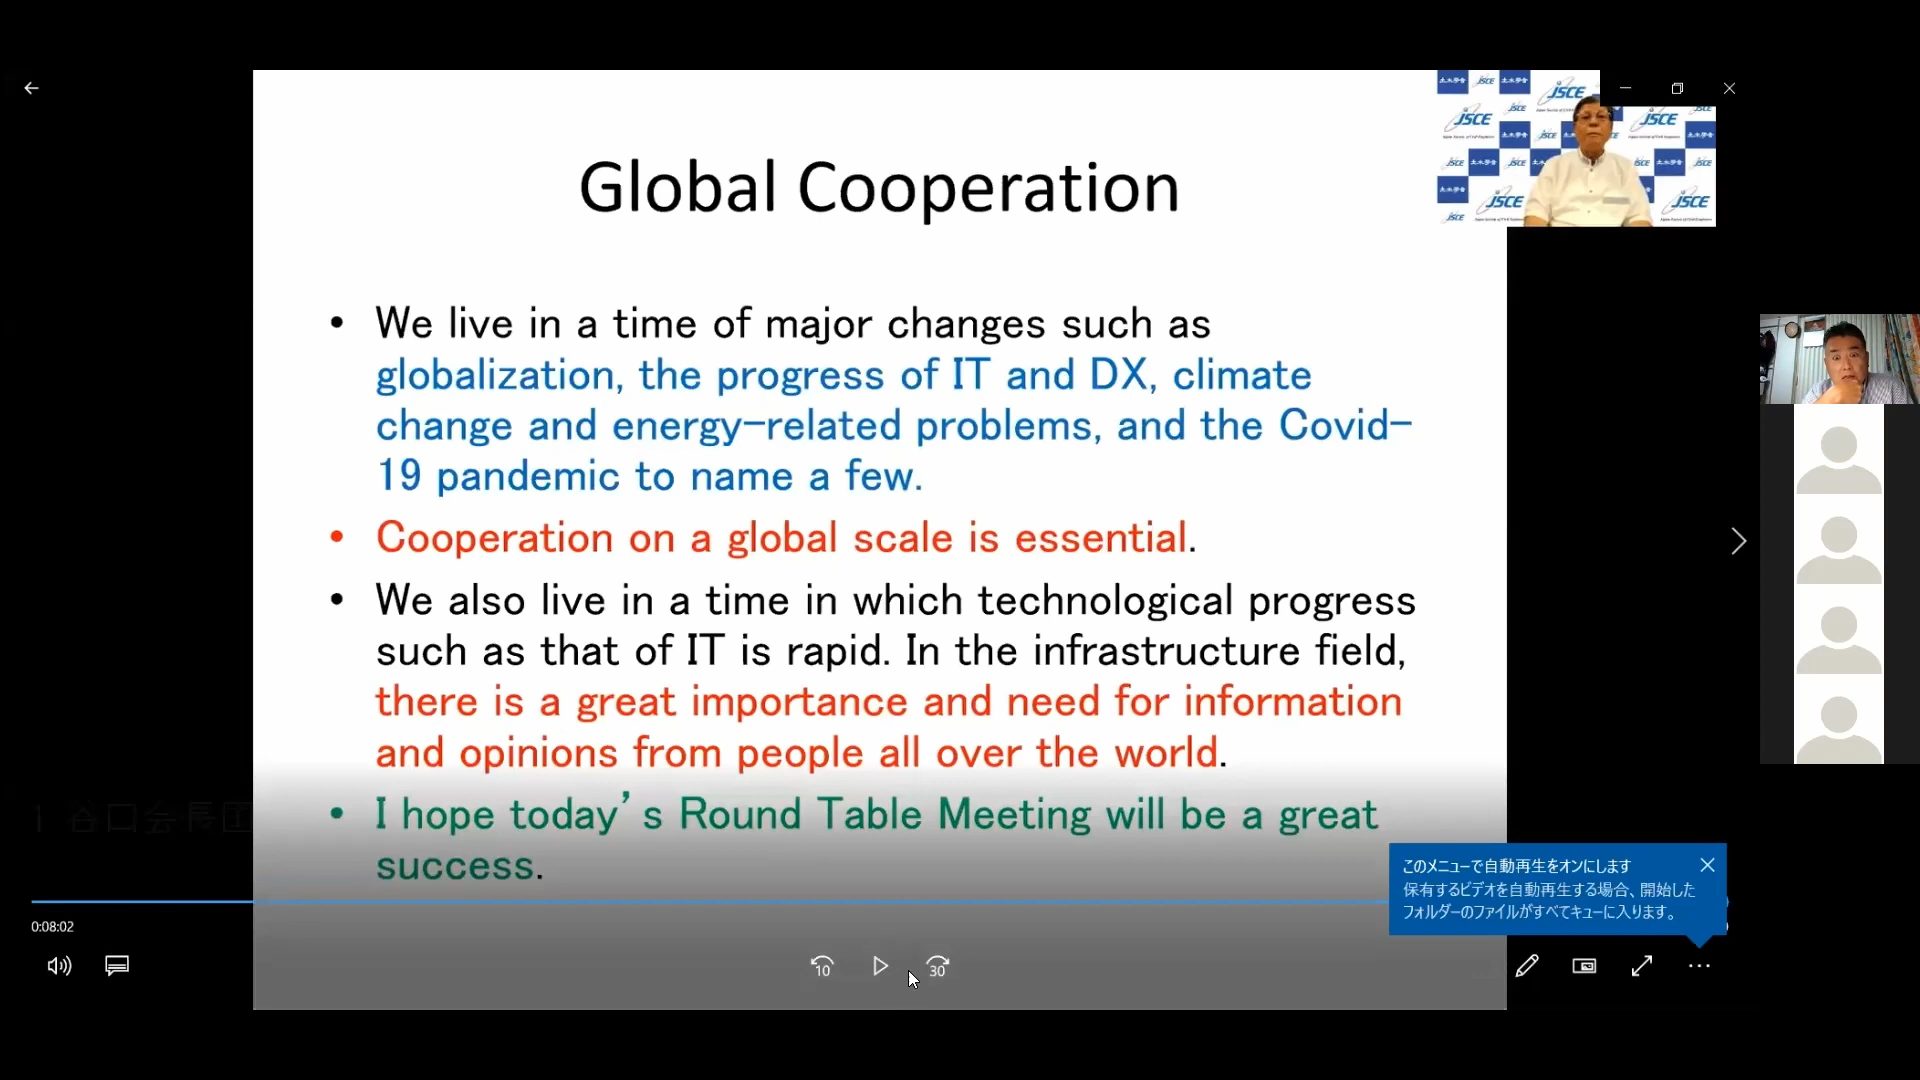 Global Cooperation
JSCE
• We live in a time of major changes such as
globalization, the progress of IT and DX, climate
change and energy-related problems, and the Covid-
19 pandemic to name a few.
• Cooperation on a global scale is essential.
• We also live in a time in which technological progress
such as that of IT is rapid. In the infrastructure field,
there is a great importance and need for information
and opinions from people all over the world.
• I hope today's Round Table Meeting will be a great
success.
1 谷口会長
このメニューで自動再生をオンにします
保有するビデオを自動再生する場合、開始した
フォルダーのファイルがすべてキューに入ります。
0:08:02
10
30